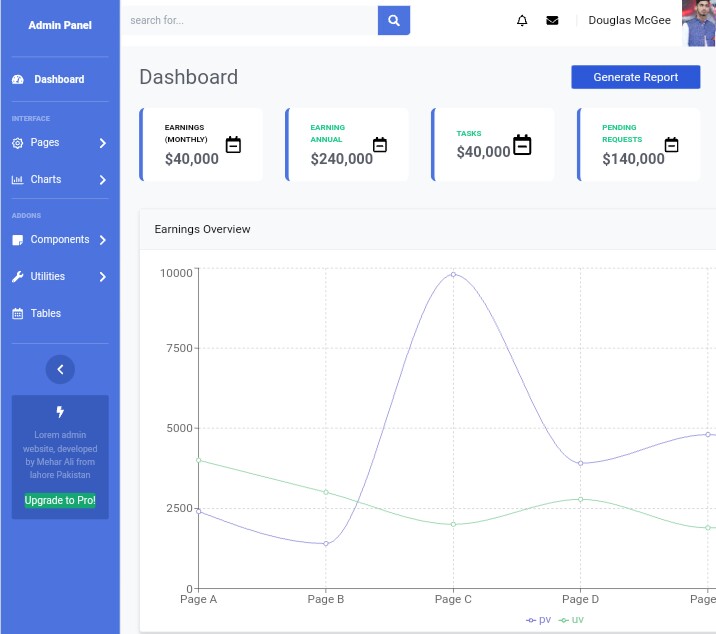 Admin Panel
search for...
Douglas McGee
Dashboard
INTERFACE
Pages
Charts
ADDONS
Components
Utilities
Tables
Lorem admin
website, developed
by Mehar Ali from
lahore Pakistan
Upgrade to Pro!
Dashboard
Generate Report
EARNINGS
(MONTHLY)
$40,000
EARNING
ANNUAL
$240,000
TASKS
$40,000
PENDING
REQUESTS
$140,000
Earnings Overview
10000
7500
5000
2500
0
Page A Page B Page C Page D Page
pv uv